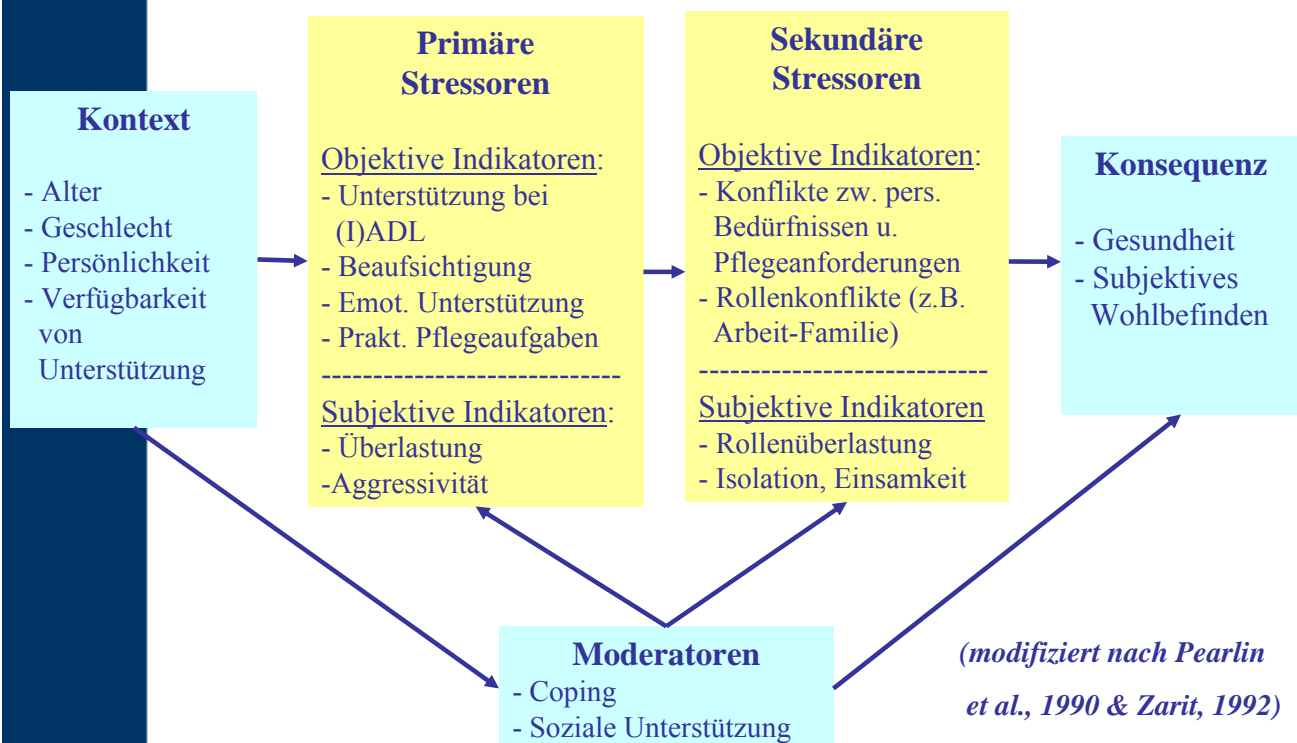 Kontext
- Alter
- Geschlecht
- Persönlichkeit
- Verfügbarkeit
von
Unterstützung
Primäre
Stressoren
Objektive Indikatoren:
- Unterstützung bei
(I)ADL
- Beaufsichtigung
- Emot. Unterstützung
- Prakt. Pflegeaufgaben
-----------------------------
Subjektive Indikatoren:
- Überlastung
-Aggressivität
Sekundäre
Stressoren
Objektive Indikatoren:
- Konflikte zw. pers.
Bedürfnissen u.
Pflegeanforderungen
- Rollenkonflikte (z.B.
Arbeit-Familie)
----------------------------
Subjektive Indikatoren
- Rollenüberlastung
- Isolation, Einsamkeit
Konsequenz
- Gesundheit
- Subjektives
Wohlbefinden
Moderatoren
- Coping
- Soziale Unterstützung
(modifiziert nach Pearlin
et al., 1990 & Zarit, 1992)